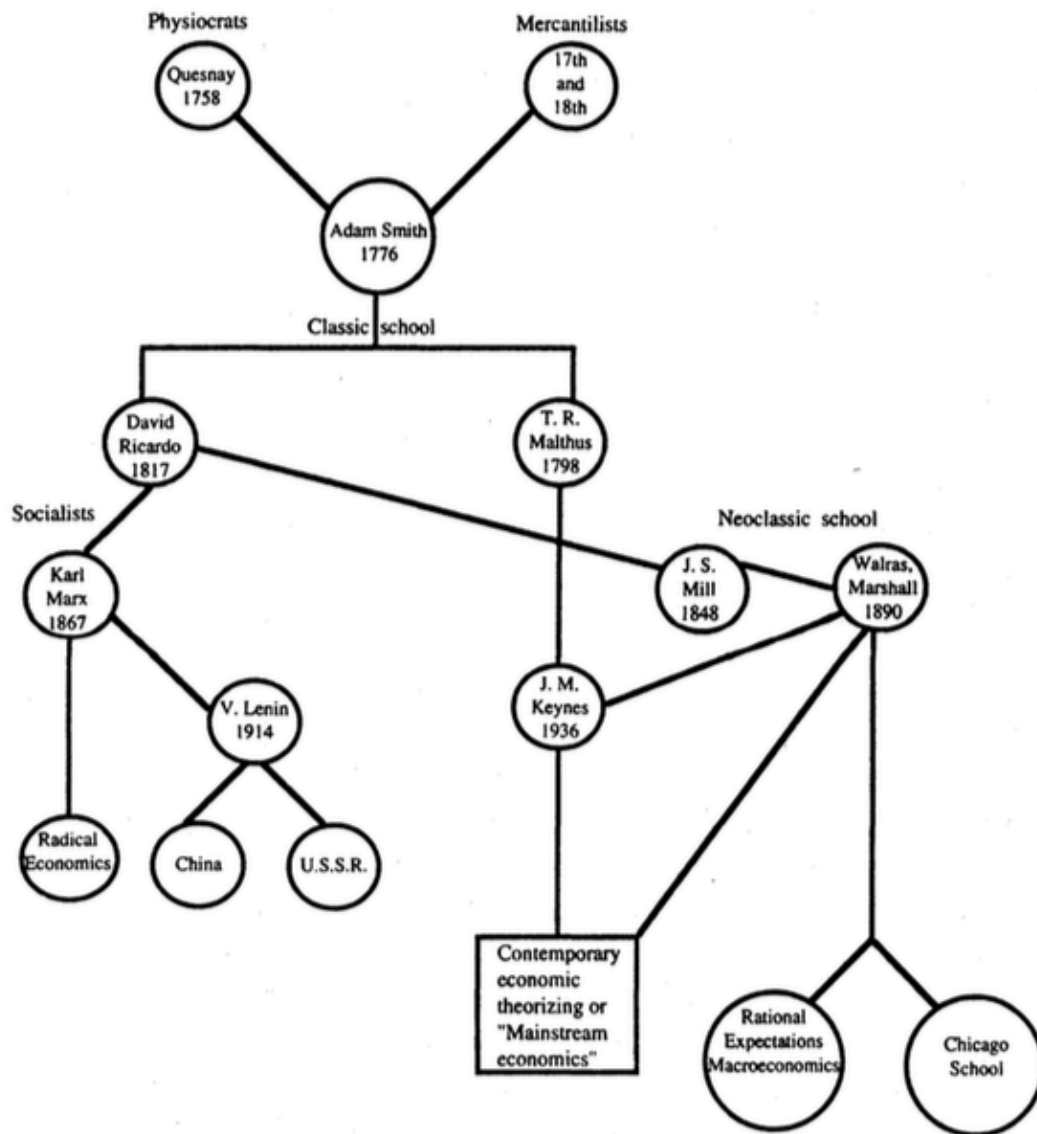 Physiocrats
Mercantilists
Quesnay
1758
17th
and
18th
Adam Smith
1776
Classic school
David
Ricardo
1817
T. R.
Malthus
1798
Socialists
Neoclassic school
Karl
Marx
1867
J. S.
Mill
1848
Walras,
Marshall
1890
V. Lenin
1914
J. M.
Keynes
1936
Radical
Economics
China
U.S.S.R.
Contemporary
economic
theorizing or
"Mainstream
economics"
Rational
Expectations
Macroeconomics
Chicago
School